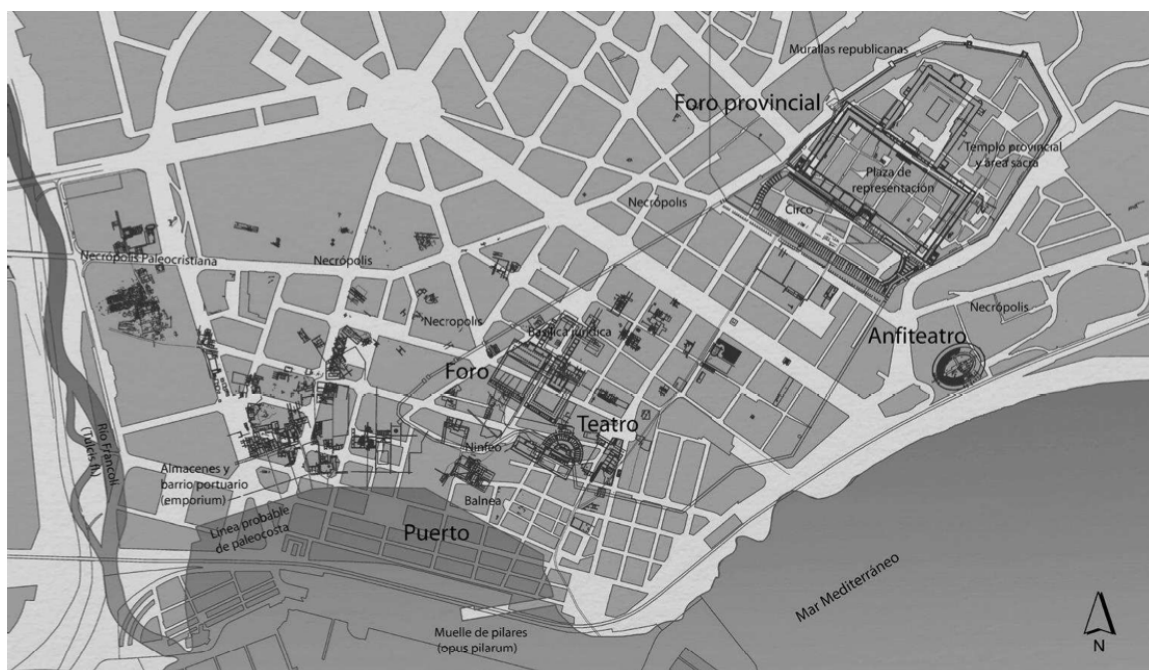 Murallas republicanas
Foro provincial
Templo provincial
y área sacra
Plaza de
representación
Necrópolis
Circo
Necrópolis Paleocristiana
Necrópolis
Necrópolis
Necropolis
Basílica jurídica
Anfiteatro
Foro
Teatro
Ninfeo
Río Francolí
(Tulcis fl.)
Almacenes y
barrio portuario
(emporium)
Balnea
Línea probable
de paleocosta
Puerto
Mar Mediterráneo
Muelle de pilares
(opus pilarum)
N